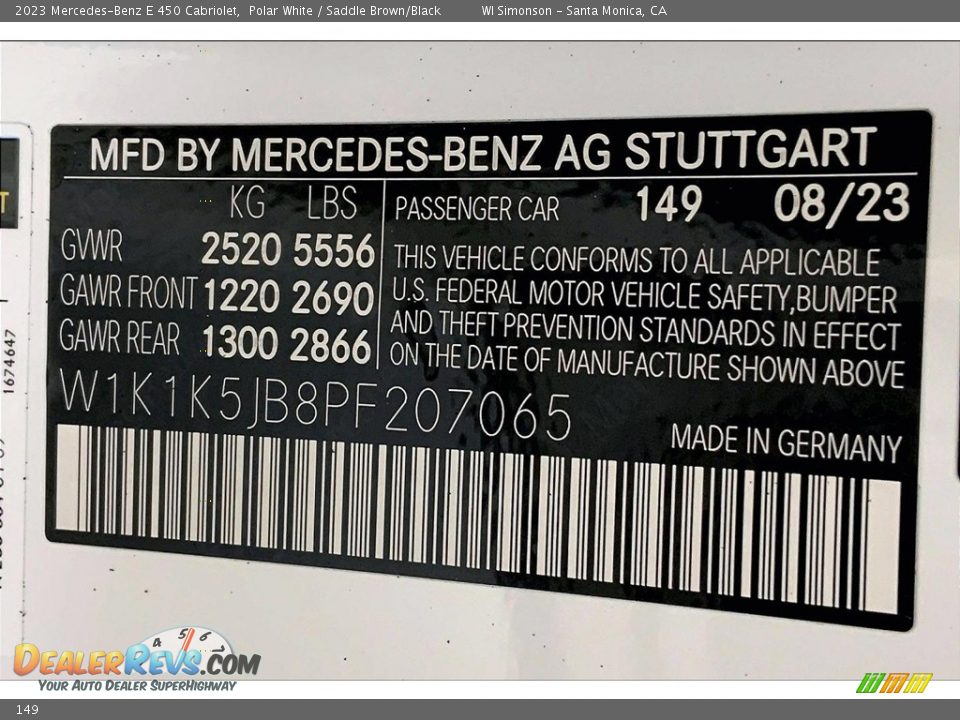 2023 Mercedes-Benz E 450 Cabriolet, Polar White / Saddle Brown/Black WI Simonson - Santa Monica, CA
MFD BY MERCEDES-BENZ AG STUTTGART
KG LBS
GVWR 2520 5556
GAWR FRONT 1220 2690
GAWR REAR 1300 2866
PASSENGER CAR 149 08/23
THIS VEHICLE CONFORMS TO ALL APPLICABLE
U.S. FEDERAL MOTOR VEHICLE SAFETY,BUMPER
AND THEFT PREVENTION STANDARDS IN EFFECT
ON THE DATE OF MANUFACTURE SHOWN ABOVE
W1K1K5JB8PF207065
MADE IN GERMANY
T
1674647
4 5 6
DEALERREVS.COM
YOUR AUTO DEALER SUPERHIGHWAY
149